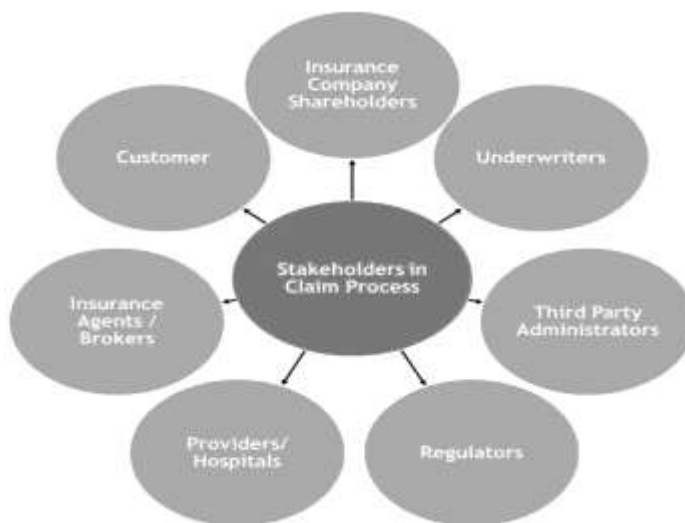 Insurance
Company
Shareholders
Customer
Underwriters
Stakeholders in
Claim Process
Insurance
Agents /
Brokers
Third Party
Administrators
Providers/
Hospitals
Regulators